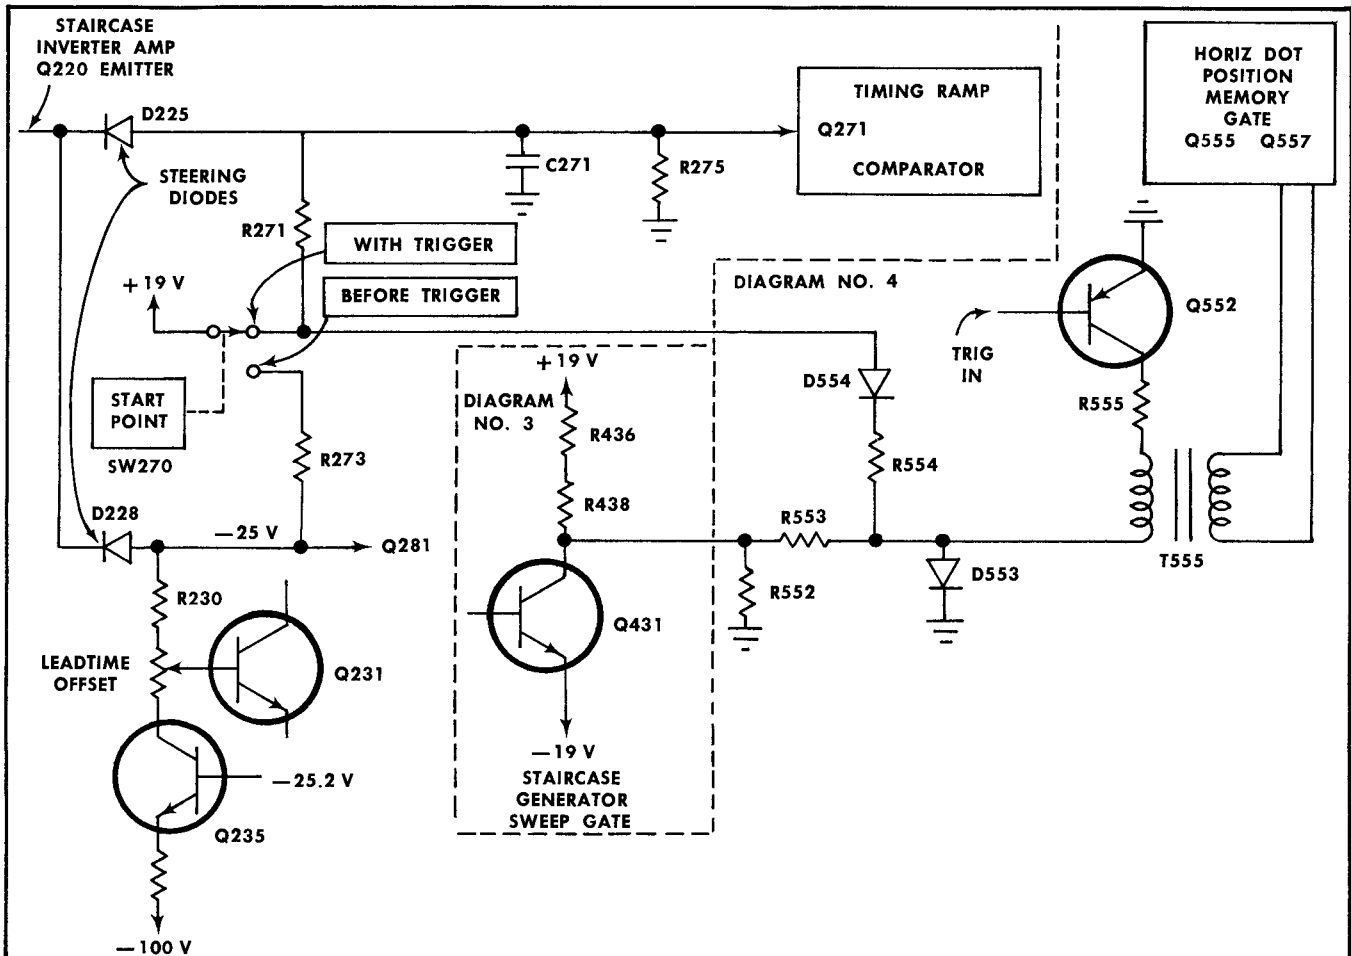 STAIRCASE
INVERTER AMP
Q220 EMITTER
D225
STEERING
DIODES
R271
C271
R275
TIMING RAMP
Q271
COMPARATOR
HORIZ DOT
POSITION
MEMORY
GATE
Q555 Q557
WITH TRIGGER
BEFORE TRIGGER
+19 V
DIAGRAM NO. 4
Q552
TRIG
IN
START
POINT
SW270
R273
+19 V
DIAGRAM
NO. 3
R436
R438
D554
R554
R555
D228
−25 V
Q281
R553
R552
D553
T555
R230
LEADTIME
OFFSET
Q231
Q431
−19 V
STAIRCASE
GENERATOR
SWEEP GATE
−25.2 V
Q235
−100 V